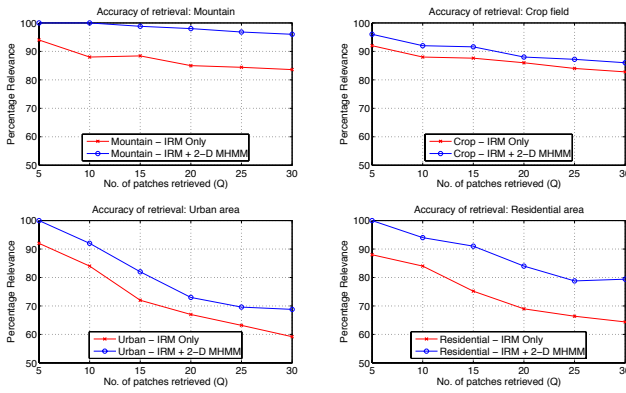 Accuracy of retrieval: Mountain
100
90
80
70
60
50
Percentage Relevance
Mountain – IRM Only
Mountain – IRM + 2–D MHMM
5 10 15 20 25 30
No. of patches retrieved (Q)
Accuracy of retrieval: Crop field
100
90
80
70
60
50
Percentage Relevance
Crop – IRM Only
Crop – IRM + 2–D MHMM
5 10 15 20 25 30
No. of patches retrieved (Q)
Accuracy of retrieval: Urban area
100
90
80
70
60
50
Percentage Relevance
Urban – IRM Only
Urban – IRM + 2–D MHMM
5 10 15 20 25 30
No. of patches retrieved (Q)
Accuracy of retrieval: Residential area
100
90
80
70
60
50
Percentage Relevance
Residential – IRM Only
Residential – IRM + 2–D MHMM
5 10 15 20 25 30
No. of patches retrieved (Q)